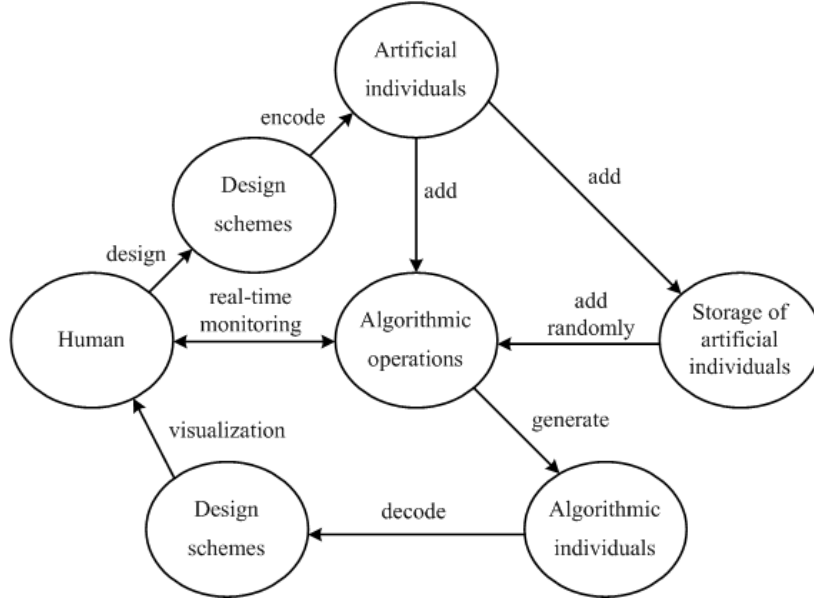 Artificial
individuals
encode
Design
schemes
add
add
design
real-time
monitoring
add
randomly
Human
Algorithmic
operations
Storage of
artificial
individuals
visualization
generate
Design
schemes
decode
Algorithmic
individuals